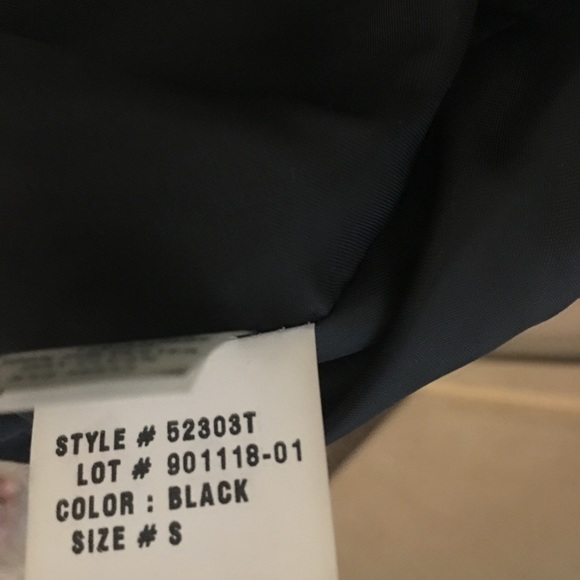 STYLE # 52303T
LOT # 901118-01
COLOR : BLACK
SIZE # S